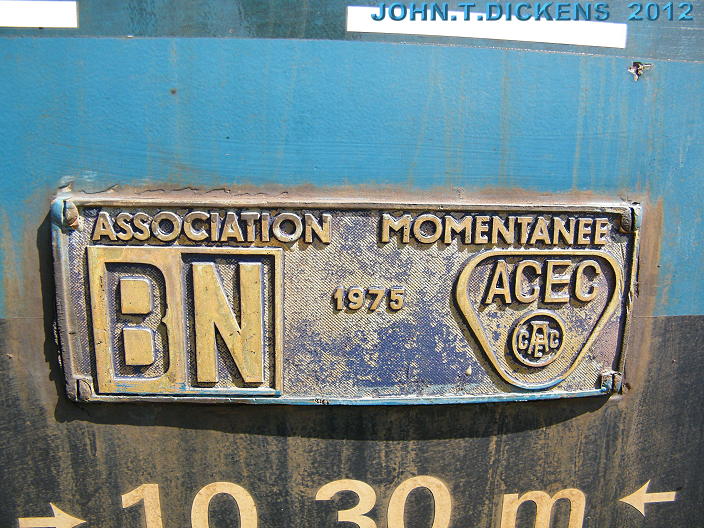 JOHN.T.DICKENS 2012
ASSOCIATION MOMENTANEE
BN 1975 ACEC
ACEC
10.30 m